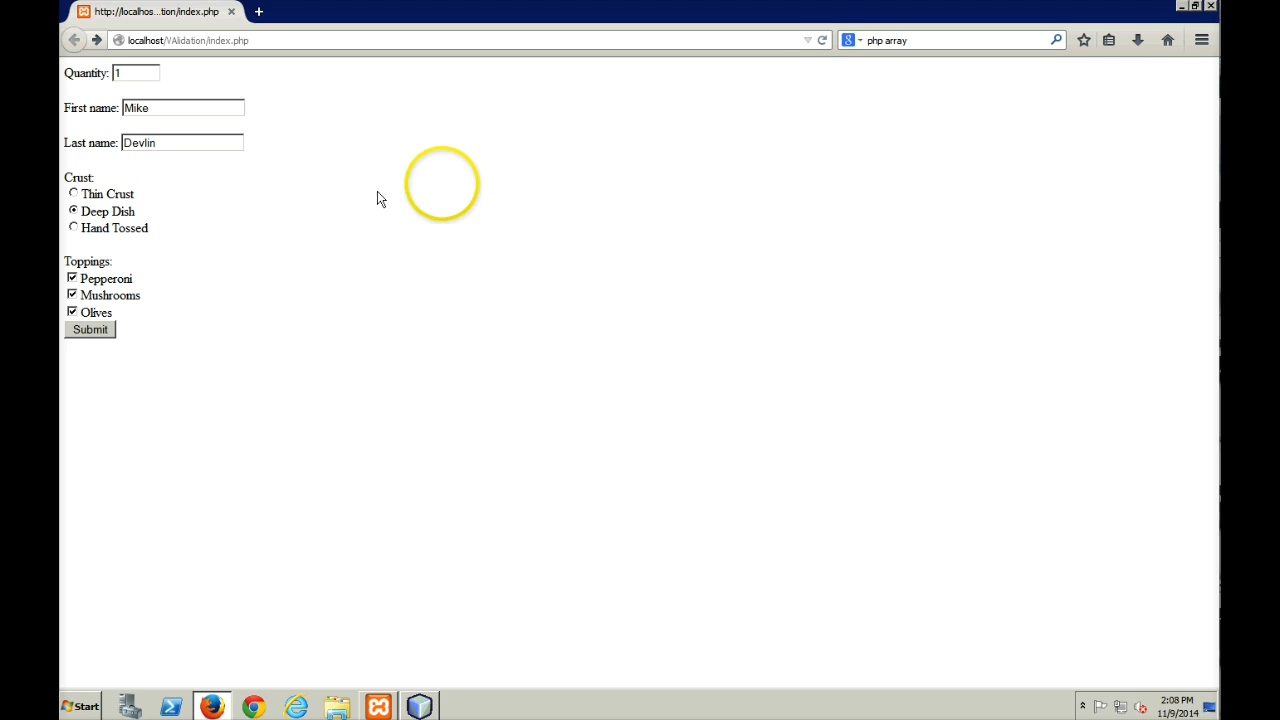 http://localhos...tion/index.php
localhost/VAlidation/index.php
php array
Quantity: 1
First name: Mike
Last name: Devlin
Crust:
Thin Crust
Deep Dish
Hand Tossed
Toppings:
Pepperoni
Mushrooms
Olives
Submit
Start
2:08 PM
11/9/2014